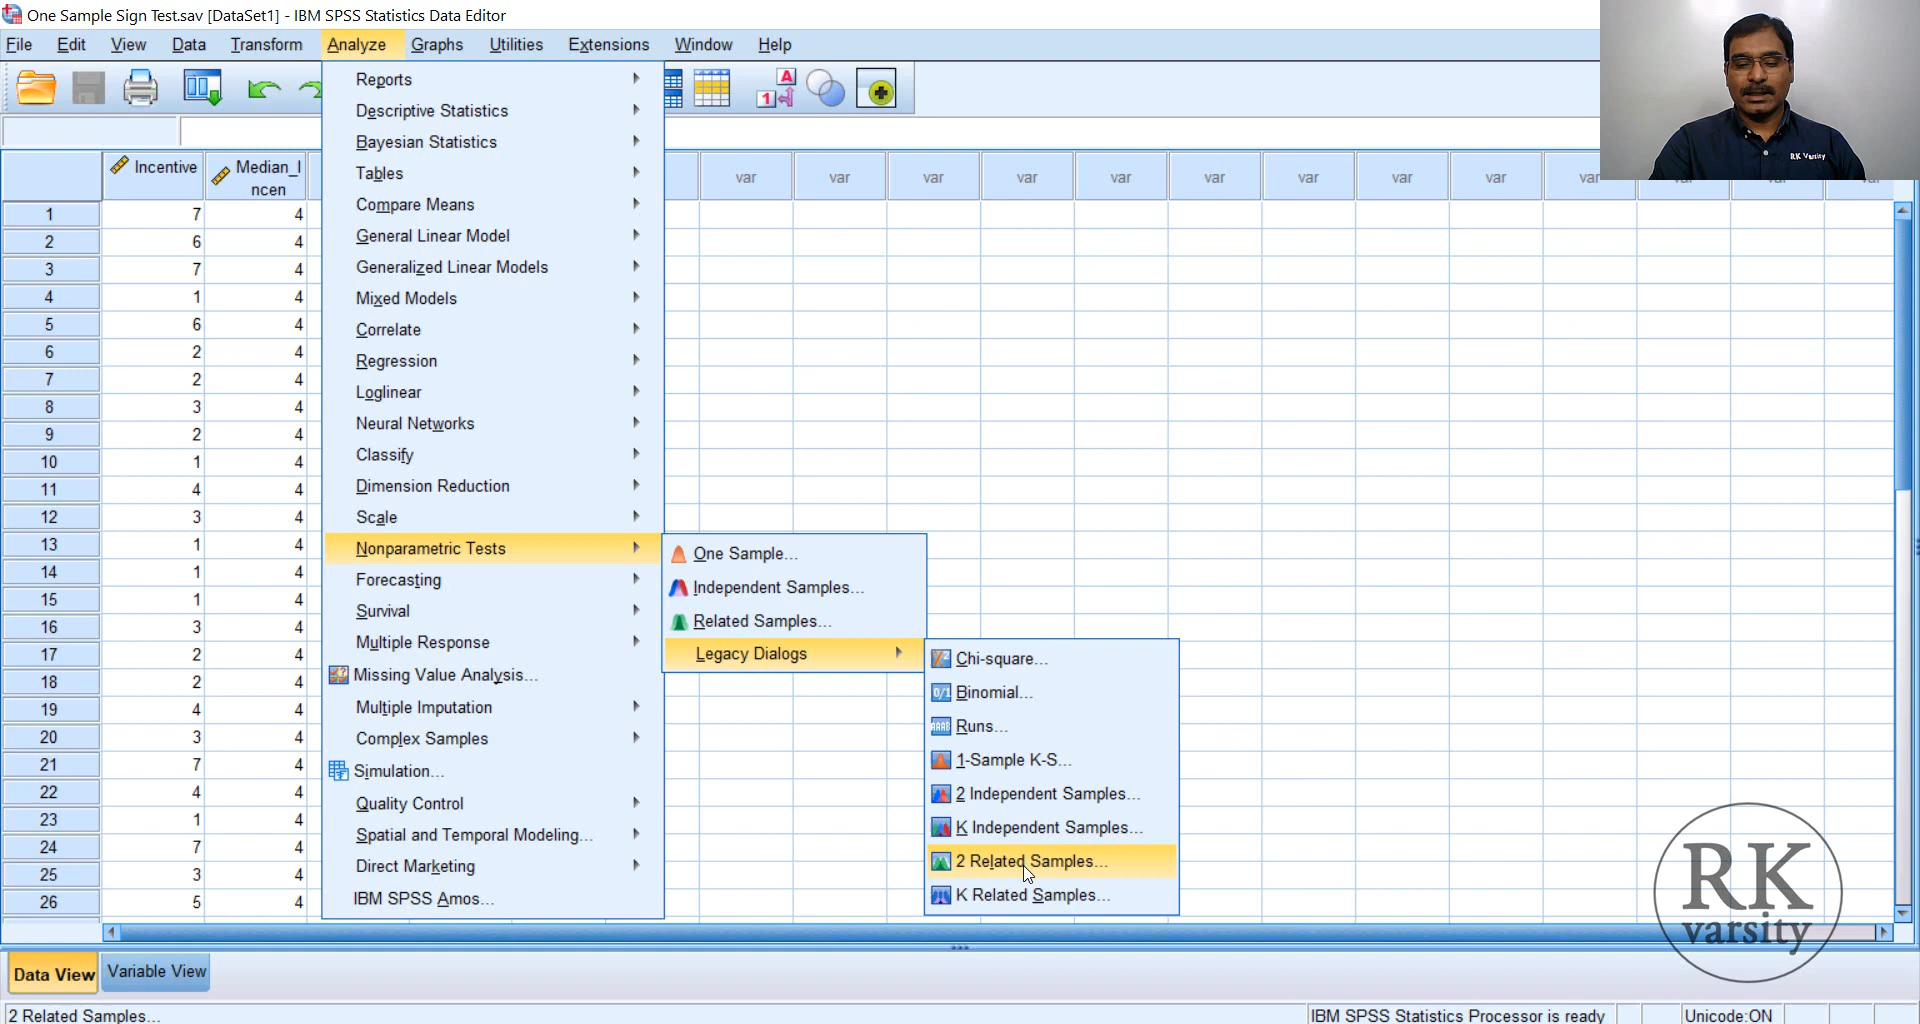 One Sample Sign Test.sav [DataSet1] - IBM SPSS Statistics Data Editor
File Edit View Data Transform Analyze Graphs Utilities Extensions Window Help
A
1
Incentive Median_I
ncen
var var var var var var var var var var
1 7 4
2 6 4
3 7 4
4 1 4
5 6 4
6 2 4
7 2 4
8 3 4
9 2 4
10 1 4
11 4 4
12 3 4
13 1 4
14 1 4
15 1 4
16 3 4
17 2 4
18 2 4
19 4 4
20 3 4
21 7 4
22 4 4
23 1 4
24 7 4
25 3 4
26 5 4
Reports
Descriptive Statistics
Bayesian Statistics
Tables
Compare Means
General Linear Model
Generalized Linear Models
Mixed Models
Correlate
Regression
Loglinear
Neural Networks
Classify
Dimension Reduction
Scale
Nonparametric Tests
Forecasting
Survival
Multiple Response
Missing Value Analysis...
Multiple Imputation
Complex Samples
Simulation...
Quality Control
Spatial and Temporal Modeling...
Direct Marketing
IBM SPSS Amos...
One Sample...
Independent Samples...
Related Samples...
Legacy Dialogs
Chi-square...
0/1 Binomial...
Runs...
1-Sample K-S...
2 Independent Samples...
K Independent Samples...
2 Related Samples...
K Related Samples...
RK Varsity
RK
varsity
Data View Variable View
2 Related Samples... IBM SPSS Statistics Processor is ready Unicode:ON